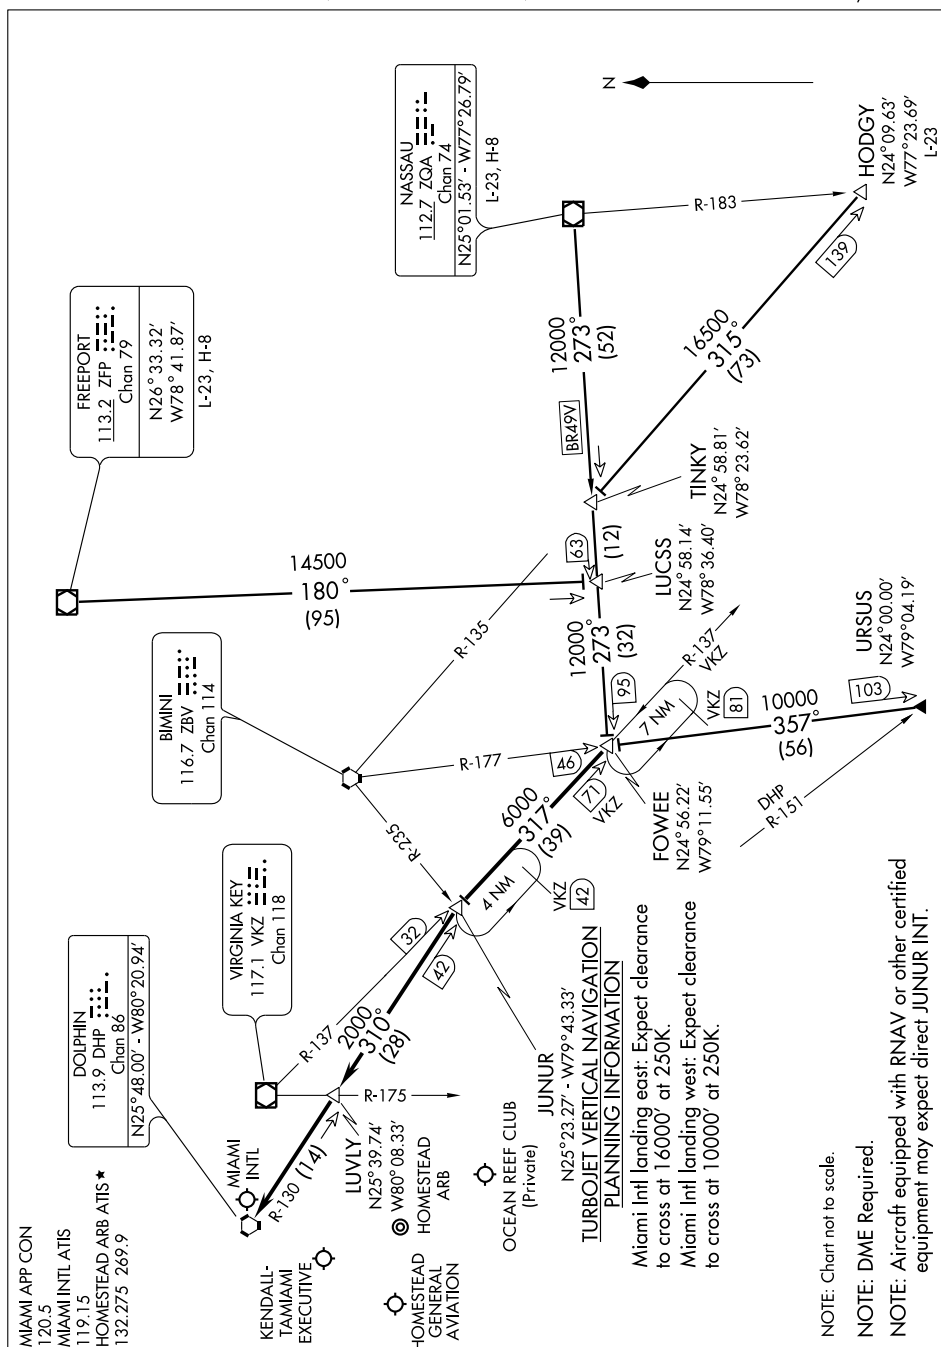 MIAMI APP CON
120.5
MIAMI INTL ATIS
119.15
HOMESTEAD ARB ATIS★
132.275 269.9
DOLPHIN
113.9 DHP
Chan 86
N25°48.00' - W80°20.94'
VIRGINIA KEY
117.1 VKZ
Chan 118
BIMINI
116.7 ZBV
Chan 114
FREEPORT
113.2 ZFP
Chan 79
N26°33.32'
W78°41.87'
L-23, H-8
NASSAU
112.7 ZQA
Chan 74
N25°01.53' - W77°26.79'
L-23, H-8
N
MIAMI
INTL
KENDALL-
TAMIAMI
EXECUTIVE
HOMESTEAD
GENERAL
AVIATION
HOMESTEAD
ARB
OCEAN REEF CLUB
(Private)
R-130
(14)
LUVLY
N25°39.74'
W80°08.33'
R-175
R-137
2000
310°
(28)
32
42
R-235
JUNUR
N25°23.27' - W79°43.33'
4 NM
VKZ
42
6000
317°
(39)
R-177
46
71
VKZ
R-135
FOWEE
N24°56.22'
W79°11.55'
7 NM
VKZ
81
R-137
VKZ
95
12000
273°
(32)
14500
180°
(95)
63
LUCSS
N24°58.14'
W78°36.40'
(12)
TINKY
N24°58.81'
W78°23.62'
BR49V
12000
273°
(52)
R-183
16500
315°
(73)
139
HODGY
N24°09.63'
W77°23.69'
L-23
10000
357°
(56)
103
URSUS
N24°00.00'
W79°04.19'
DHP
R-151
TURBOJET VERTICAL NAVIGATION
PLANNING INFORMATION
Miami Intl landing east: Expect clearance
to cross at 16000' at 250K.
Miami Intl landing west: Expect clearance
to cross at 10000' at 250K.
NOTE: Chart not to scale.
NOTE: DME Required.
NOTE: Aircraft equipped with RNAV or other certified
equipment may expect direct JUNUR INT.